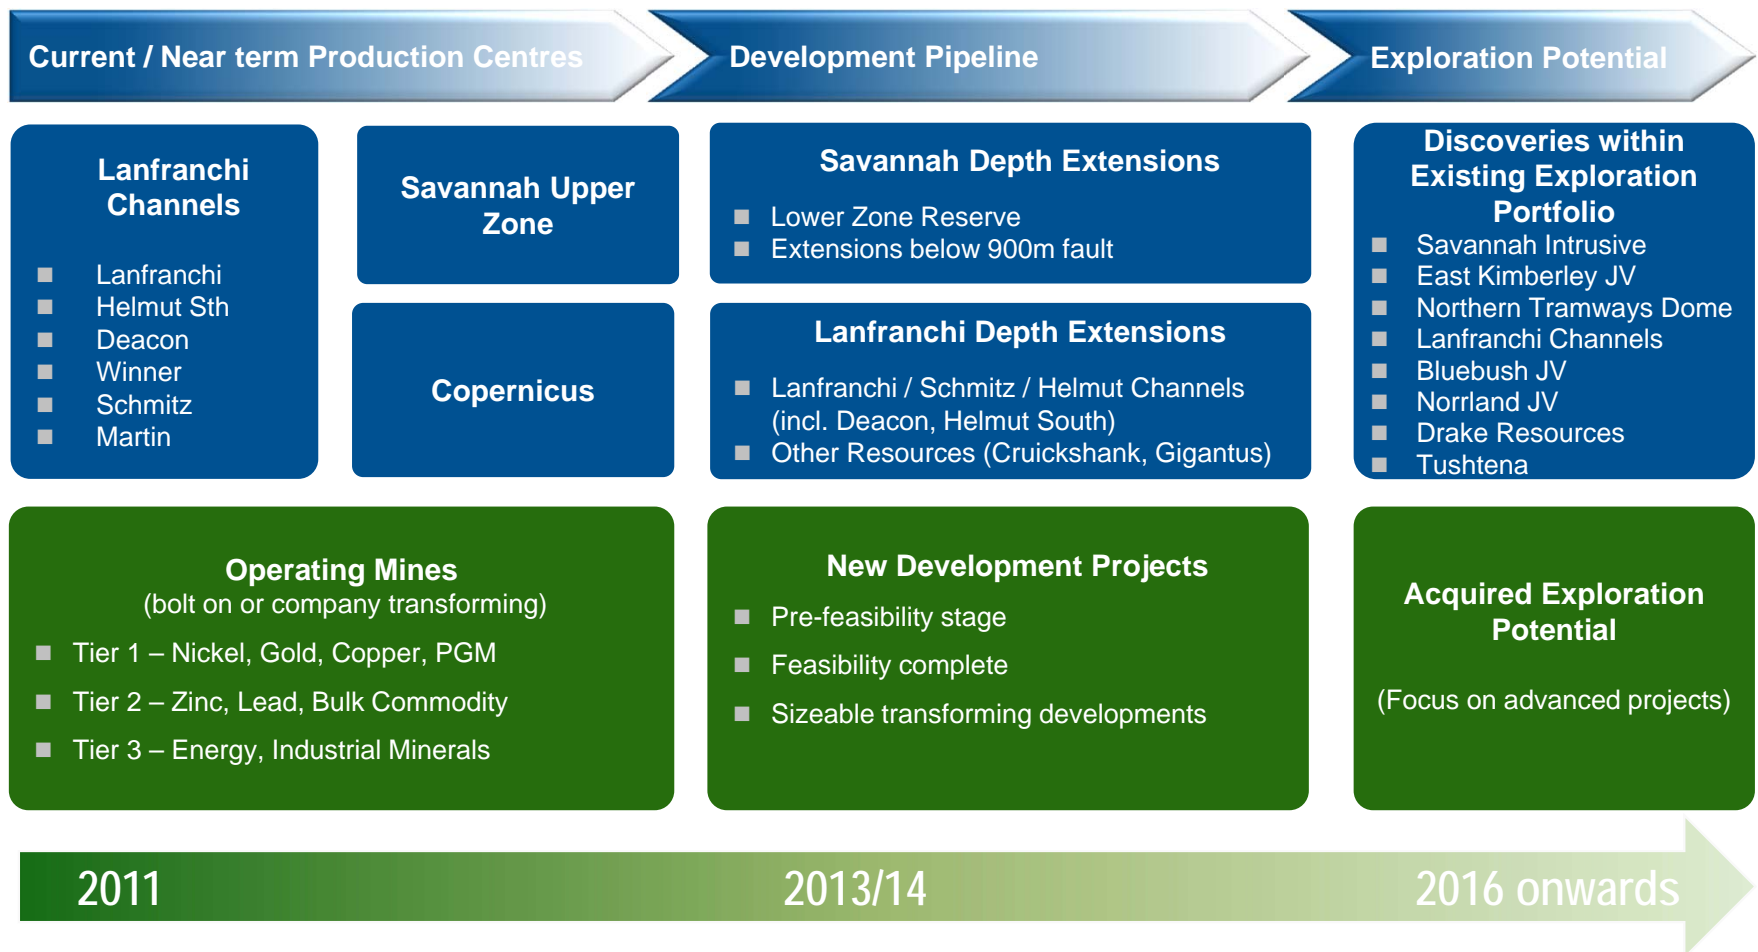 Current / Near term Production Centres
Development Pipeline
Exploration Potential
Lanfranchi
Channels
■ Lanfranchi
■ Helmut Sth
■ Deacon
■ Winner
■ Schmitz
■ Martin
Savannah Upper
Zone
Copernicus
Savannah Depth Extensions
■ Lower Zone Reserve
■ Extensions below 900m fault
Lanfranchi Depth Extensions
■ Lanfranchi / Schmitz / Helmut Channels
(incl. Deacon, Helmut South)
■ Other Resources (Cruickshank, Gigantus)
Discoveries within
Existing Exploration
Portfolio
■ Savannah Intrusive
■ East Kimberley JV
■ Northern Tramways Dome
■ Lanfranchi Channels
■ Bluebush JV
■ Norrland JV
■ Drake Resources
■ Tushtena
Operating Mines
(bolt on or company transforming)
■ Tier 1 – Nickel, Gold, Copper, PGM
■ Tier 2 – Zinc, Lead, Bulk Commodity
■ Tier 3 – Energy, Industrial Minerals
New Development Projects
■ Pre-feasibility stage
■ Feasibility complete
■ Sizeable transforming developments
Acquired Exploration
Potential
(Focus on advanced projects)
2011
2013/14
2016 onwards